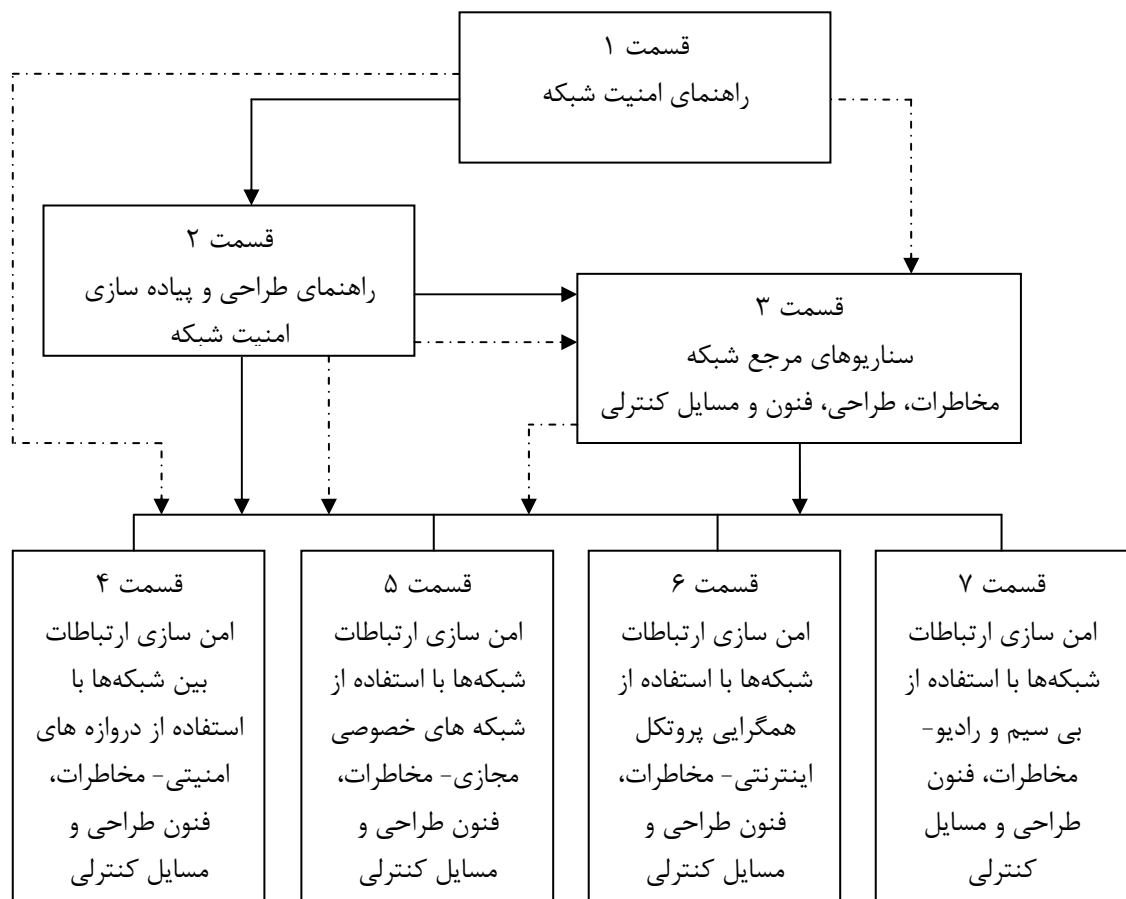 قسمت ۱
راهنمای امنیت شبکه
قسمت ۲
راهنمای طراحی و پیاده سازی
امنیت شبکه
قسمت ۳
سناریوهای مرجع شبکه
مخاطرات، طراحی، فنون و مسایل کنترلی
قسمت ۴
امن سازی ارتباطات
بین شبکه‌ها با
استفاده از دروازه های
امنیتی- مخاطرات،
فنون طراحی و
مسایل کنترلی
قسمت ۵
امن سازی ارتباطات
شبکه‌ها با استفاده از
شبکه های خصوصی
مجازی- مخاطرات،
فنون طراحی و
مسایل کنترلی
قسمت ۶
امن سازی ارتباطات
شبکه‌ها با استفاده از
همگرایی پروتکل
اینترنتی- مخاطرات،
فنون طراحی و
مسایل کنترلی
قسمت ۷
امن سازی ارتباطات
شبکه‌ها با استفاده از
بی سیم و رادیو-
مخاطرات، فنون
طراحی و مسایل
کنترلی